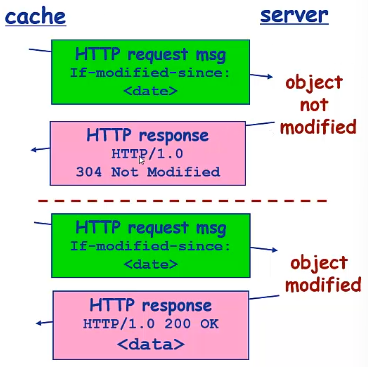 cache
server
HTTP request msg
If-modified-since:
<date>
object
not
modified
HTTP response
HTTP/1.0
304 Not Modified
HTTP request msg
If-modified-since:
<date>
object
modified
HTTP response
HTTP/1.0 200 OK
<data>